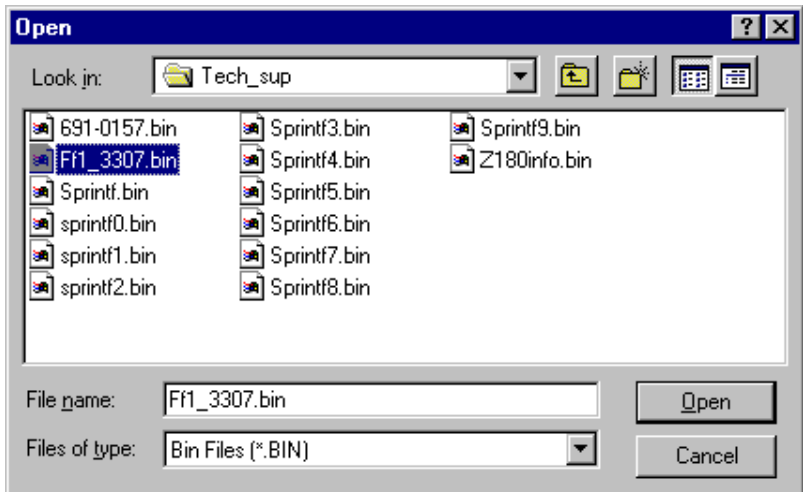 Open
Look in: Tech_sup
691-0157.bin
Ff1_3307.bin
Sprintf.bin
sprintf0.bin
sprintf1.bin
sprintf2.bin
Sprintf3.bin
Sprintf4.bin
Sprintf5.bin
Sprintf6.bin
Sprintf7.bin
Sprintf8.bin
Sprintf9.bin
Z180info.bin
File name: Ff1_3307.bin Open
Files of type: Bin Files (*.BIN) Cancel